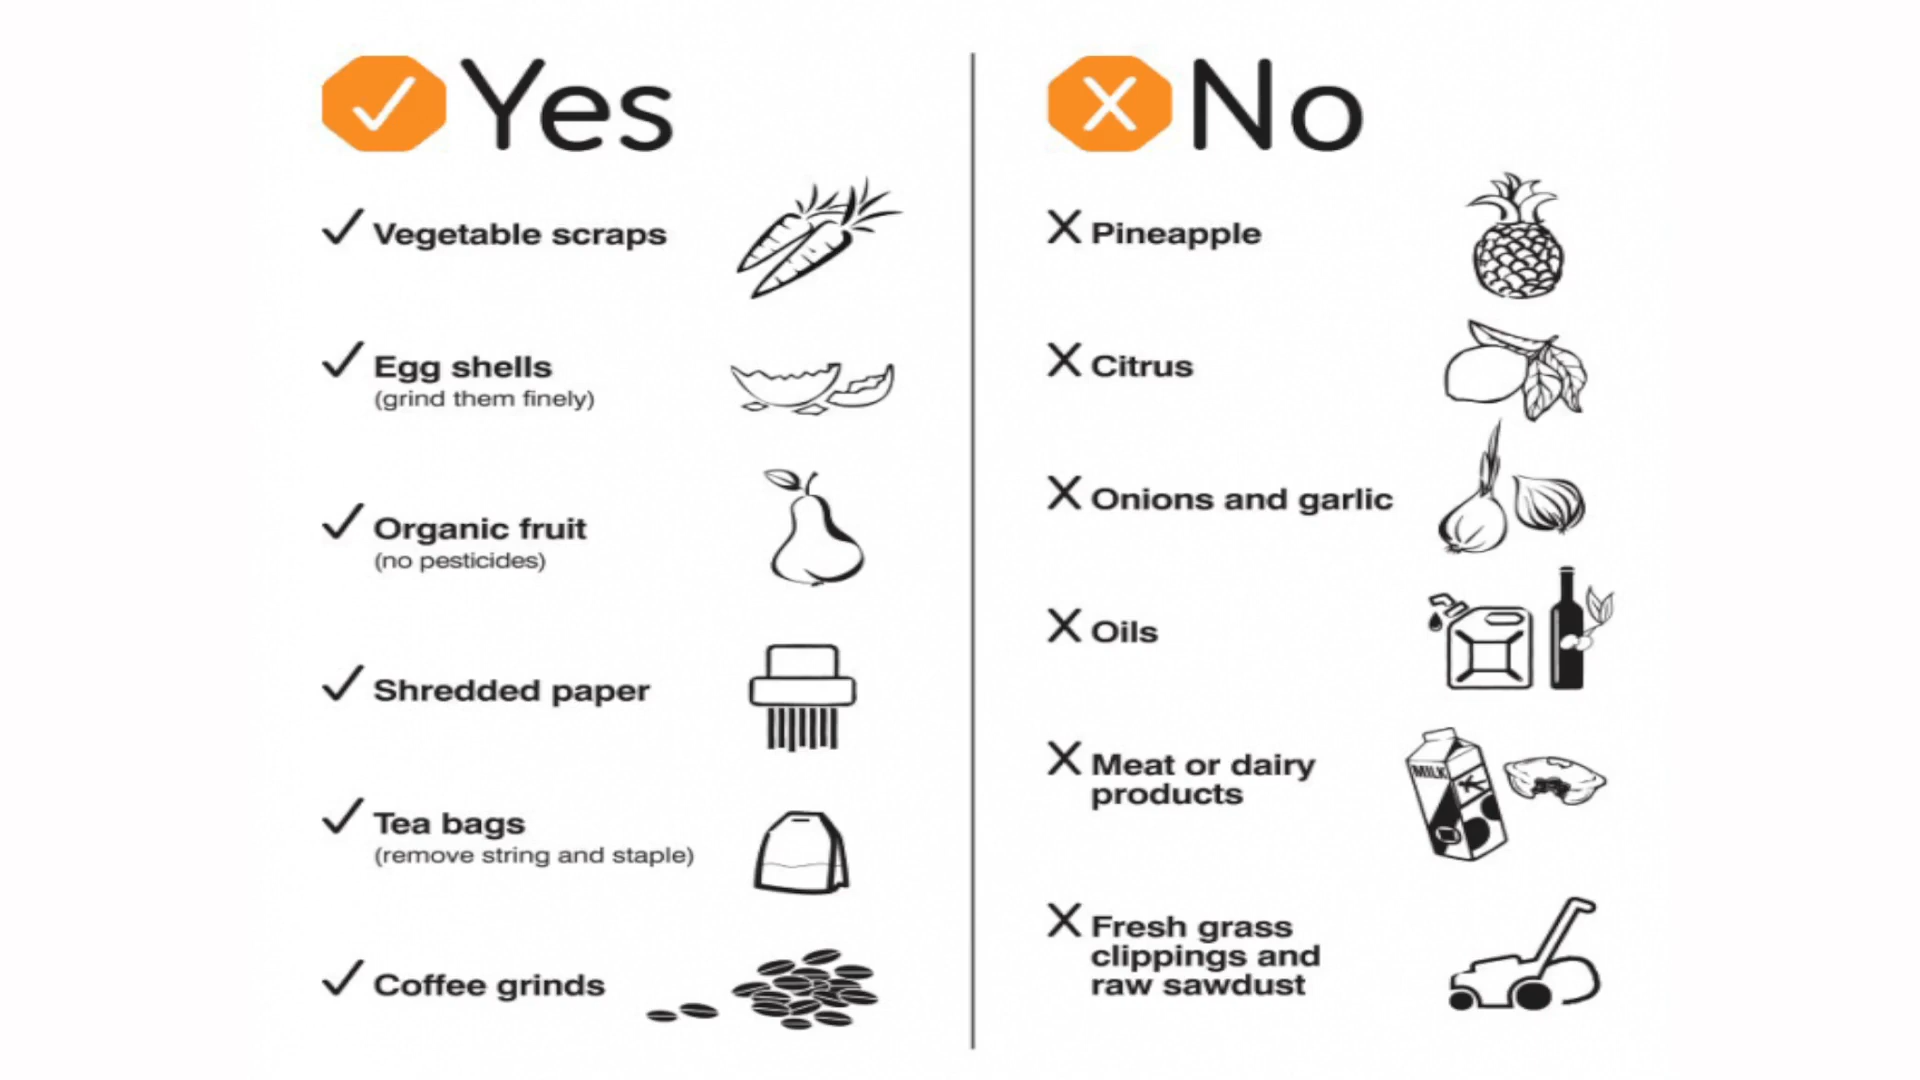 Yes
Vegetable scraps
Egg shells
(grind them finely)
Organic fruit
(no pesticides)
Shredded paper
Tea bags
(remove string and staple)
Coffee grinds
No
Pineapple
Citrus
Onions and garlic
Oils
Meat or dairy
products
MILK
Fresh grass
clippings and
raw sawdust